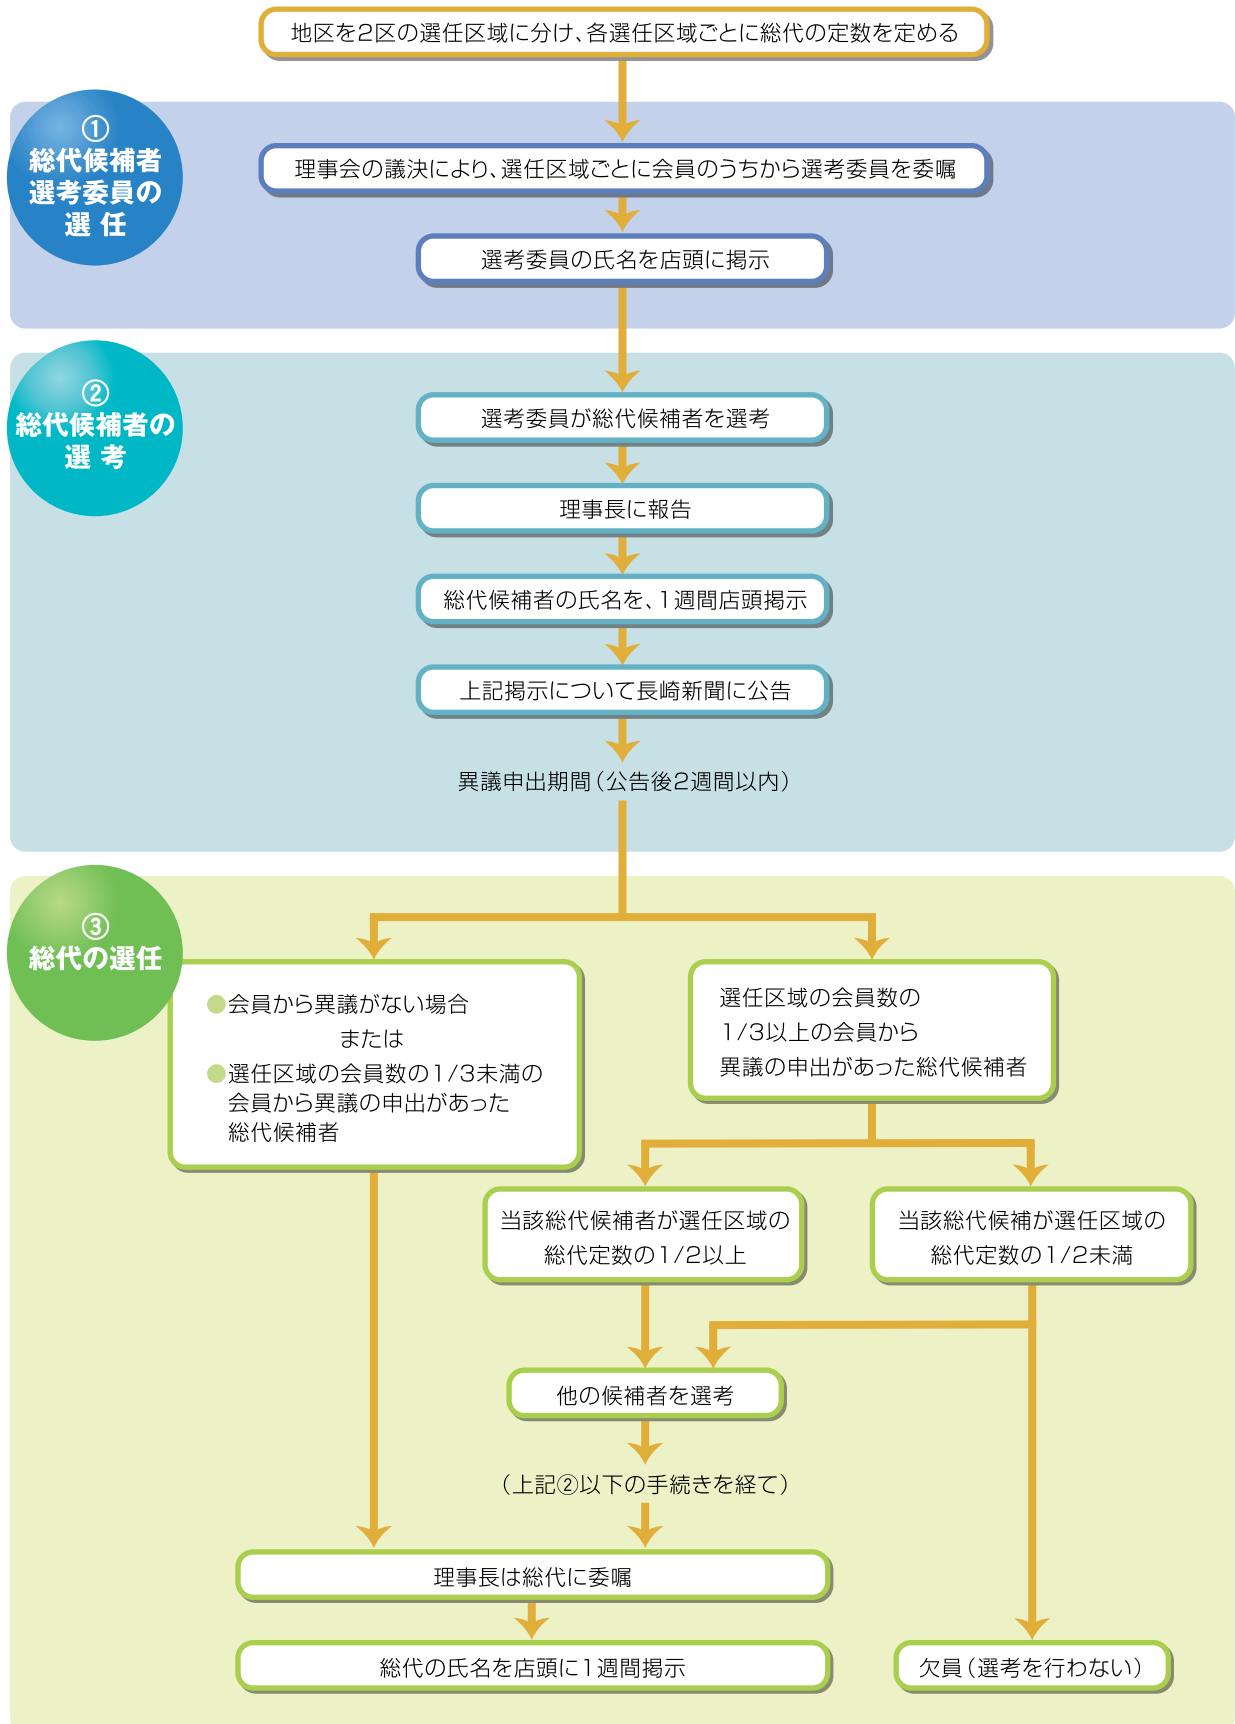 地区を2区の選任区域に分け、各選任区域ごとに総代の定数を定める
①
総代候補者
選考委員の
選 任
理事会の議決により、選任区域ごとに会員のうちから選考委員を委嘱
選考委員の氏名を店頭に掲示
②
総代候補者の
選 考
選考委員が総代候補者を選考
理事長に報告
総代候補者の氏名を、1週間店頭掲示
上記掲示について長崎新聞に公告
異議申出期間（公告後2週間以内）
③
総代の選任
●会員から異議がない場合
または
●選任区域の会員数の1/3未満の
会員から異議の申出があった
総代候補者
選任区域の会員数の
1/3以上の会員から
異議の申出があった総代候補者
当該総代候補者が選任区域の
総代定数の1/2以上
当該総代候補が選任区域の
総代定数の1/2未満
他の候補者を選考
（上記②以下の手続きを経て）
理事長は総代に委嘱
総代の氏名を店頭に1週間掲示
欠員（選考を行わない）